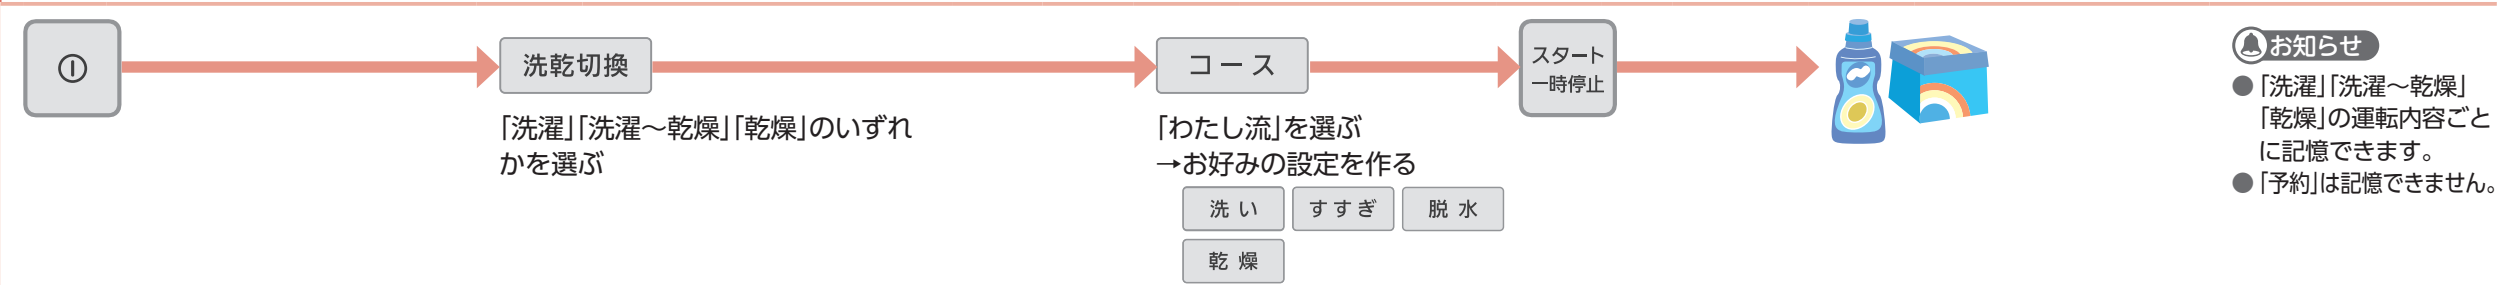 洗乾切換
「洗濯」「洗濯～乾燥」「乾燥」のいずれ
かを選ぶ
コース
「わたし流」を選ぶ
→お好みの設定を作る
洗 い
すすぎ
脱 水
乾 燥
スタート
一時停止
お知らせ
●「洗濯」「洗濯～乾燥」
「乾燥」の運転内容ごと
に記憶できます。
●「予約」は記憶できません。